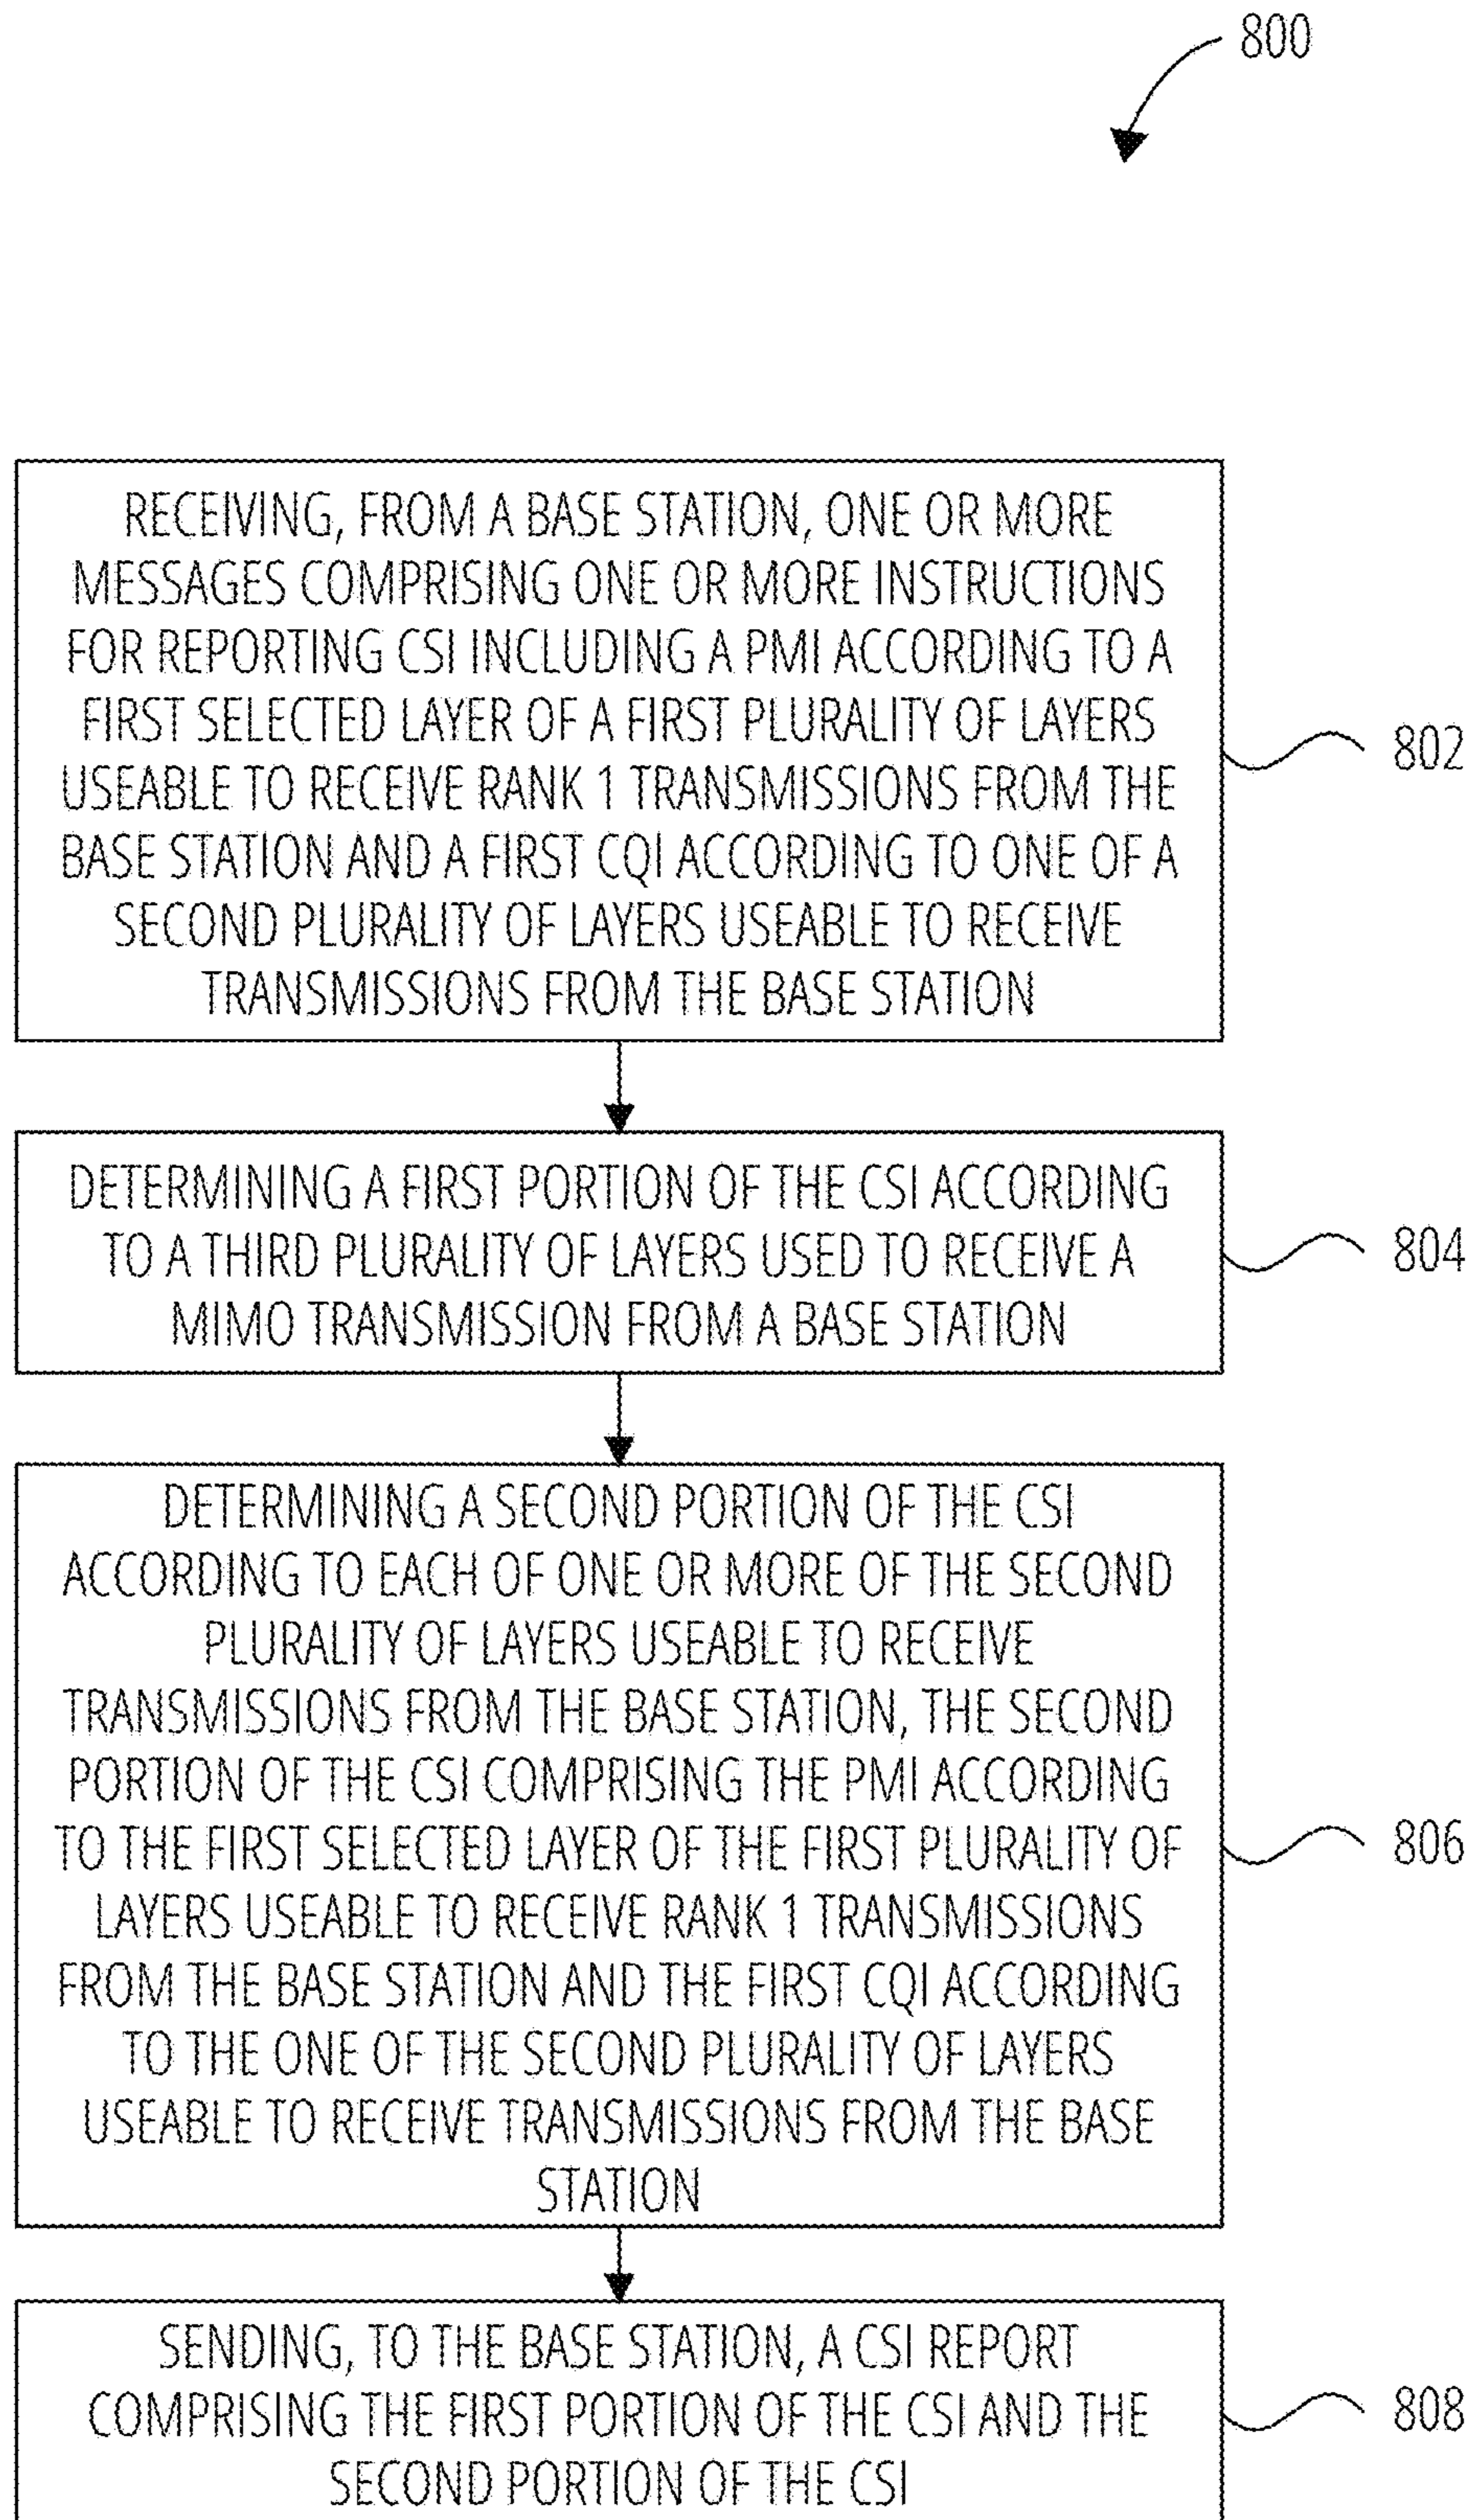 800
RECEIVING, FROM A BASE STATION, ONE OR MORE
MESSAGES COMPRISING ONE OR MORE INSTRUCTIONS
FOR REPORTING CSI INCLUDING A PMI ACCORDING TO A
FIRST SELECTED LAYER OF A FIRST PLURALITY OF LAYERS
USEABLE TO RECEIVE RANK 1 TRANSMISSIONS FROM THE
BASE STATION AND A FIRST CQI ACCORDING TO ONE OF A
SECOND PLURALITY OF LAYERS USEABLE TO RECEIVE
TRANSMISSIONS FROM THE BASE STATION
802
DETERMINING A FIRST PORTION OF THE CSI ACCORDING
TO A THIRD PLURALITY OF LAYERS USED TO RECEIVE A
MIMO TRANSMISSION FROM A BASE STATION
804
DETERMINING A SECOND PORTION OF THE CSI
ACCORDING TO EACH OF ONE OR MORE OF THE SECOND
PLURALITY OF LAYERS USEABLE TO RECEIVE
TRANSMISSIONS FROM THE BASE STATION, THE SECOND
PORTION OF THE CSI COMPRISING THE PMI ACCORDING
TO THE FIRST SELECTED LAYER OF THE FIRST PLURALITY OF
LAYERS USEABLE TO RECEIVE RANK 1 TRANSMISSIONS
FROM THE BASE STATION AND THE FIRST CQI ACCORDING
TO THE ONE OF THE SECOND PLURALITY OF LAYERS
USEABLE TO RECEIVE TRANSMISSIONS FROM THE BASE
STATION
806
SENDING, TO THE BASE STATION, A CSI REPORT
COMPRISING THE FIRST PORTION OF THE CSI AND THE
SECOND PORTION OF THE CSI
808